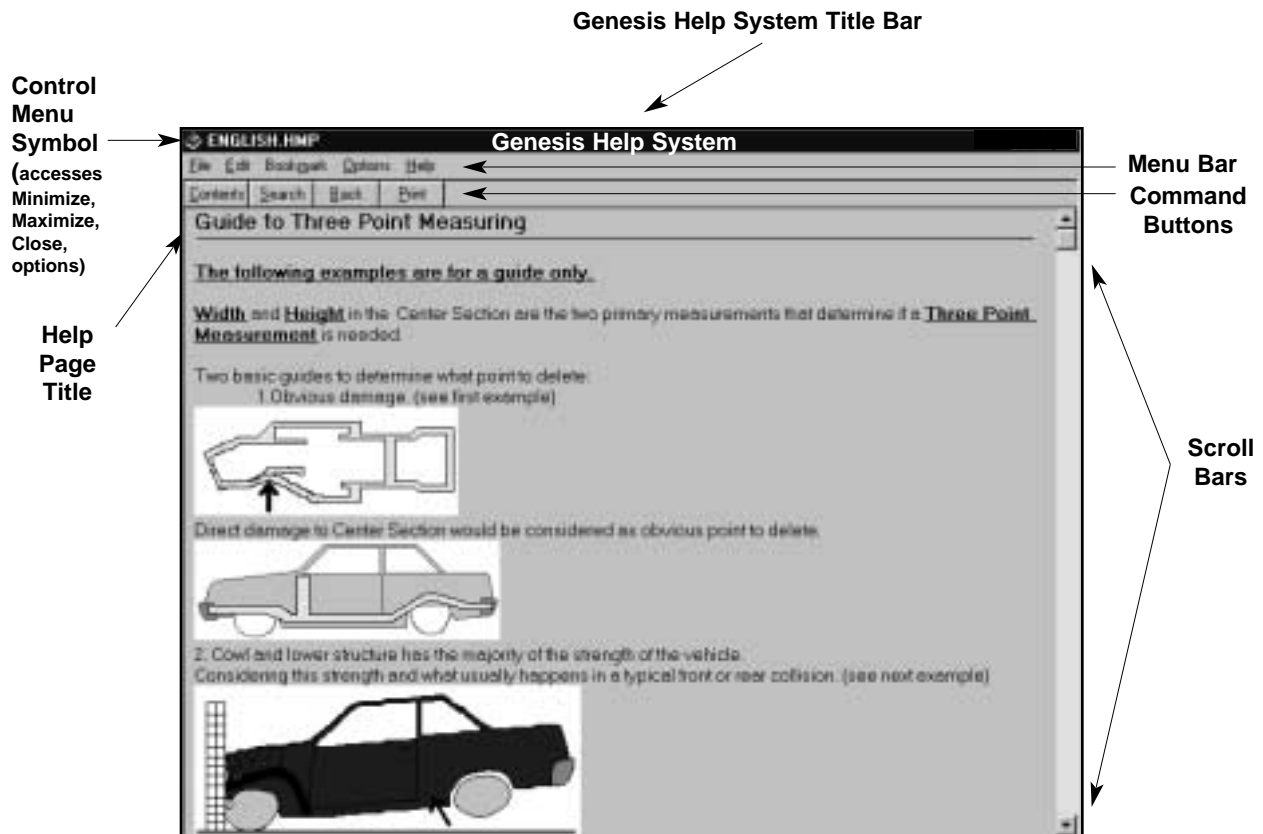 Genesis Help System Title Bar
Control
Menu
Symbol
(accesses
Minimize,
Maximize,
Close,
options)
Help
Page
Title
ENGLISH.HMP Genesis Help System
File Edit Bookmark Options Help
Contents Search Back Print
Guide to Three Point Measuring
The following examples are for a guide only.
Width and Height in the Center Section are the two primary measurements that determine if a Three Point
Measurement is needed.
Two basic guides to determine what point to delete:
1.Obvious damage. (see first example)
Direct damage to Center Section would be considered as obvious point to delete.
2. Cowl and lower structure has the majority of the strength of the vehicle.
Considering this strength and what usually happens in a typical front or rear collision. (see next example)
Menu Bar
Command
Buttons
Scroll
Bars